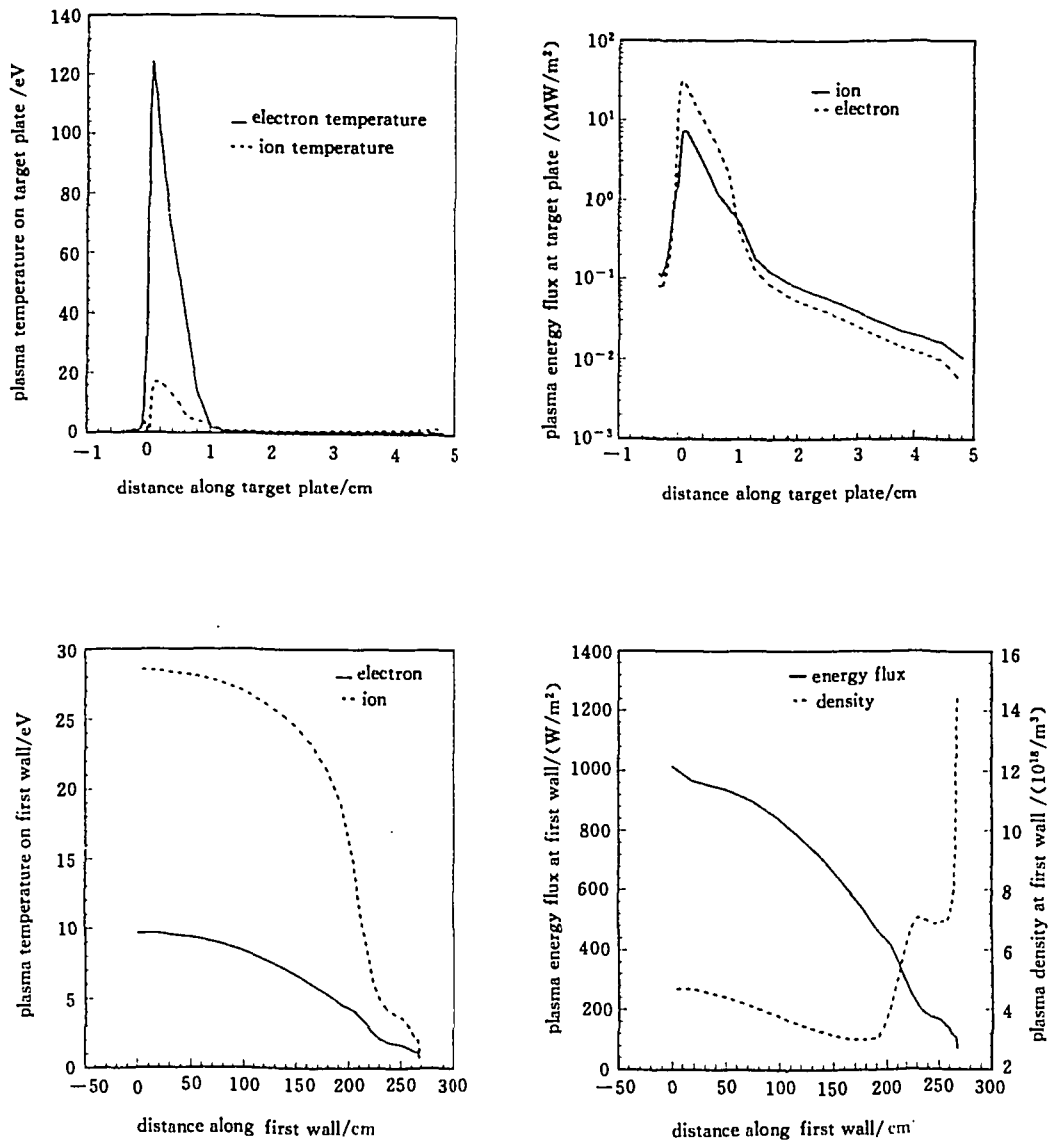 plasma temperature on target plate /eV
140
120
100
80
60
40
20
0
electron temperature
ion temperature
−1 0 1 2 3 4 5
distance along target plate/cm
plasma energy flux at target plate /(MW/m²)
10²
10¹
10⁰
10⁻¹
10⁻²
10⁻³
ion
electron
−1 0 1 2 3 4 5
distance along target plate/cm
plasma temperature on first wall/eV
30
25
20
15
10
5
0
electron
ion
−50 0 50 100 150 200 250 300
distance along first wall/cm
plasma energy flux at first wall/(W/m²)
1400
1200
1000
800
600
400
200
0
energy flux
density
16
14
12
10
8
6
4
2
plasma density at first wall /(10¹⁸/m³)
−50 0 50 100 150 200 250 300
distance along first wall/cm